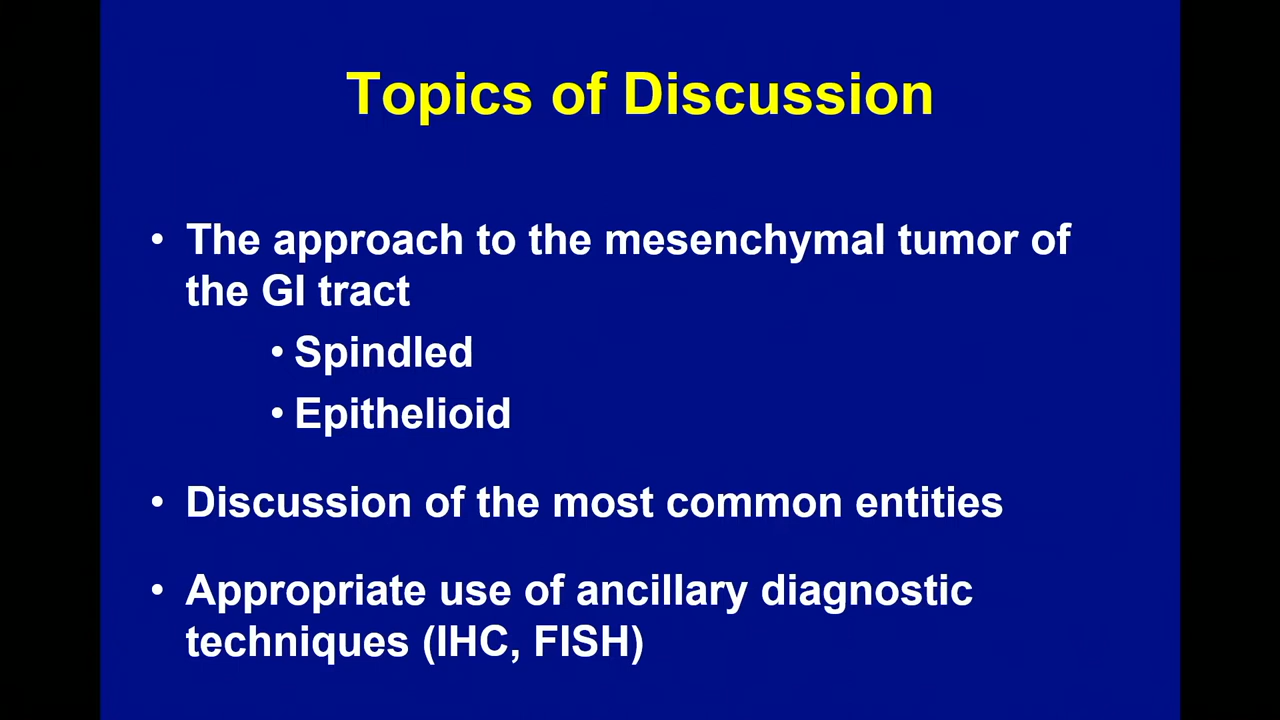 Topics of Discussion
• The approach to the mesenchymal tumor of
the GI tract
• Spindled
• Epithelioid
• Discussion of the most common entities
• Appropriate use of ancillary diagnostic
techniques (IHC, FISH)